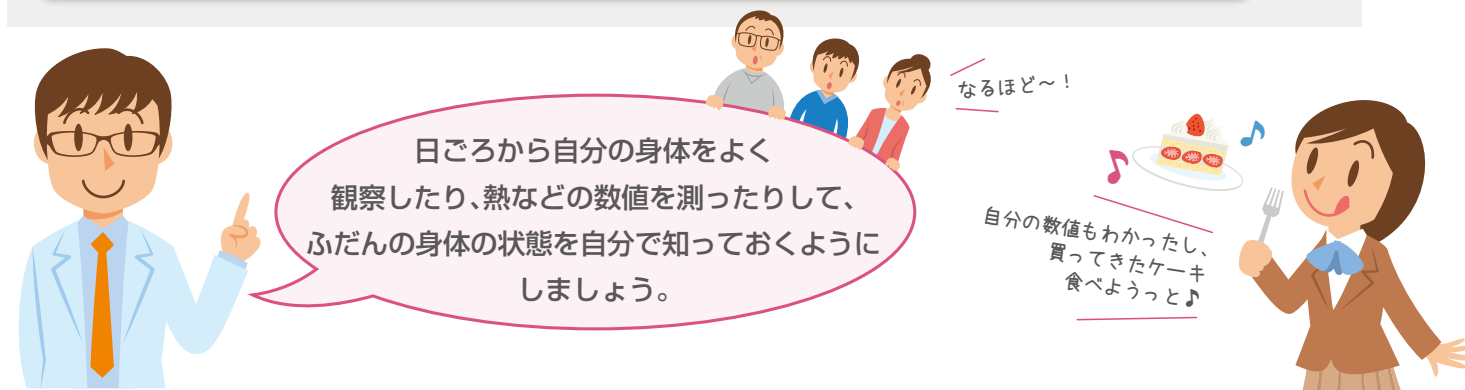 日ごろから自分の身体をよく
観察したり、熱などの数値を測ったりして、
ふだんの身体の状態を自分で知っておくように
しましょう。
なるほど～！
自分の数値もわかったし、
買ってきたケーキ
食べようっと♪